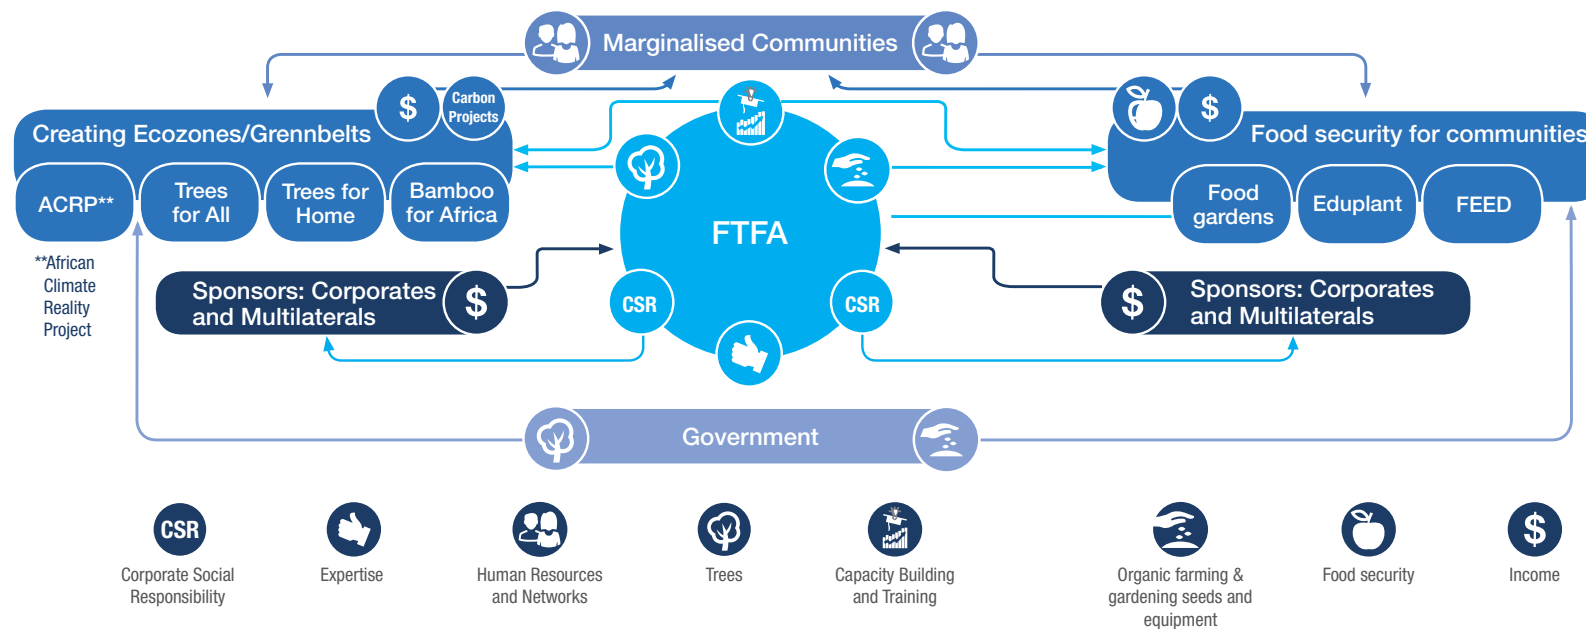 Marginalised Communities
$
Carbon
Projects
$
Creating Ecozones/Grennbelts
Food security for communities
ACRP**
Trees
for All
Trees for
Home
Bamboo
for Africa
FTFA
Food
gardens
Eduplant
FEED
**African
Climate
Reality
Project
Sponsors: Corporates
and Multilaterals
$
CSR
CSR
$
Sponsors: Corporates
and Multilaterals
Government
CSR
$
Corporate Social
Responsibility
Expertise
Human Resources
and Networks
Trees
Capacity Building
and Training
Organic farming &
gardening seeds and
equipment
Food security
Income